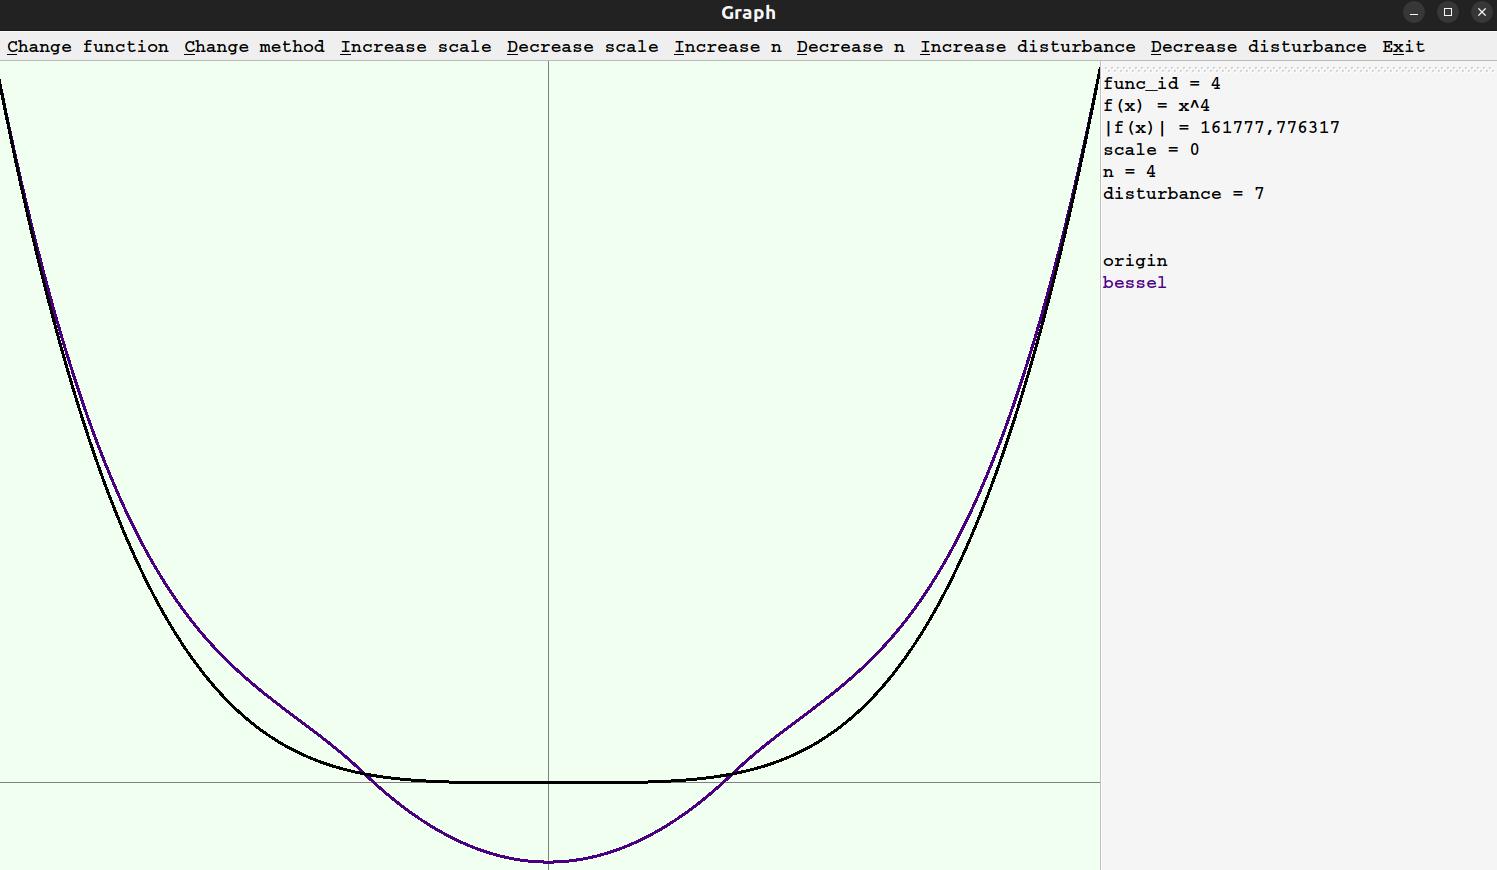 Graph
Change function Change method Increase scale Decrease scale Increase n Decrease n Increase disturbance Decrease disturbance Exit
func_id = 4
f(x) = x^4
|f(x)| = 161777,776317
scale = 0
n = 4
disturbance = 7
origin
bessel